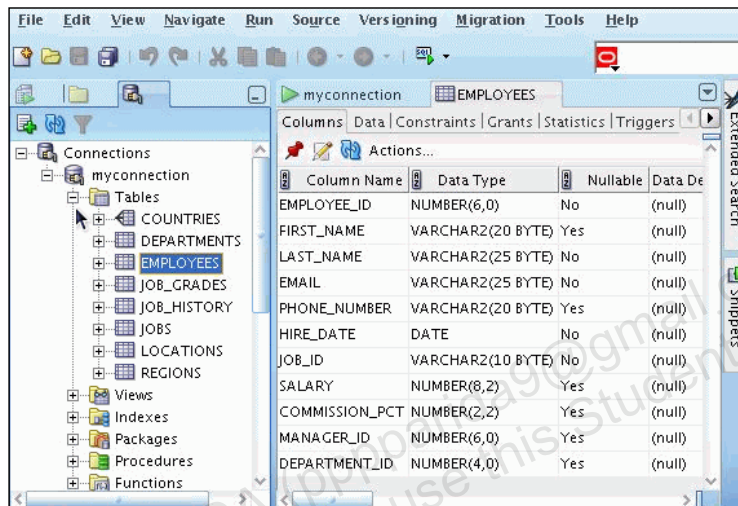 File Edit View Navigate Run Source Versioning Migration Tools Help
myconnection EMPLOYEES
Columns Data Constraints Grants Statistics Triggers
Actions...
Connections
myconnection
Tables
COUNTRIES
DEPARTMENTS
EMPLOYEES
JOB_GRADES
JOB_HISTORY
JOBS
LOCATIONS
REGIONS
Views
Indexes
Packages
Procedures
Functions
Column Name Data Type Nullable Data De
EMPLOYEE_ID NUMBER(6,0) No (null)
FIRST_NAME VARCHAR2(20 BYTE) Yes (null)
LAST_NAME VARCHAR2(25 BYTE) No (null)
EMAIL VARCHAR2(25 BYTE) No (null)
PHONE_NUMBER VARCHAR2(20 BYTE) Yes (null)
HIRE_DATE DATE No (null)
JOB_ID VARCHAR2(10 BYTE) No (null)
SALARY NUMBER(8,2) Yes (null)
COMMISSION_PCT NUMBER(2,2) Yes (null)
MANAGER_ID NUMBER(6,0) Yes (null)
DEPARTMENT_ID NUMBER(4,0) Yes (null)
Extended Search
Snippets
use this Student